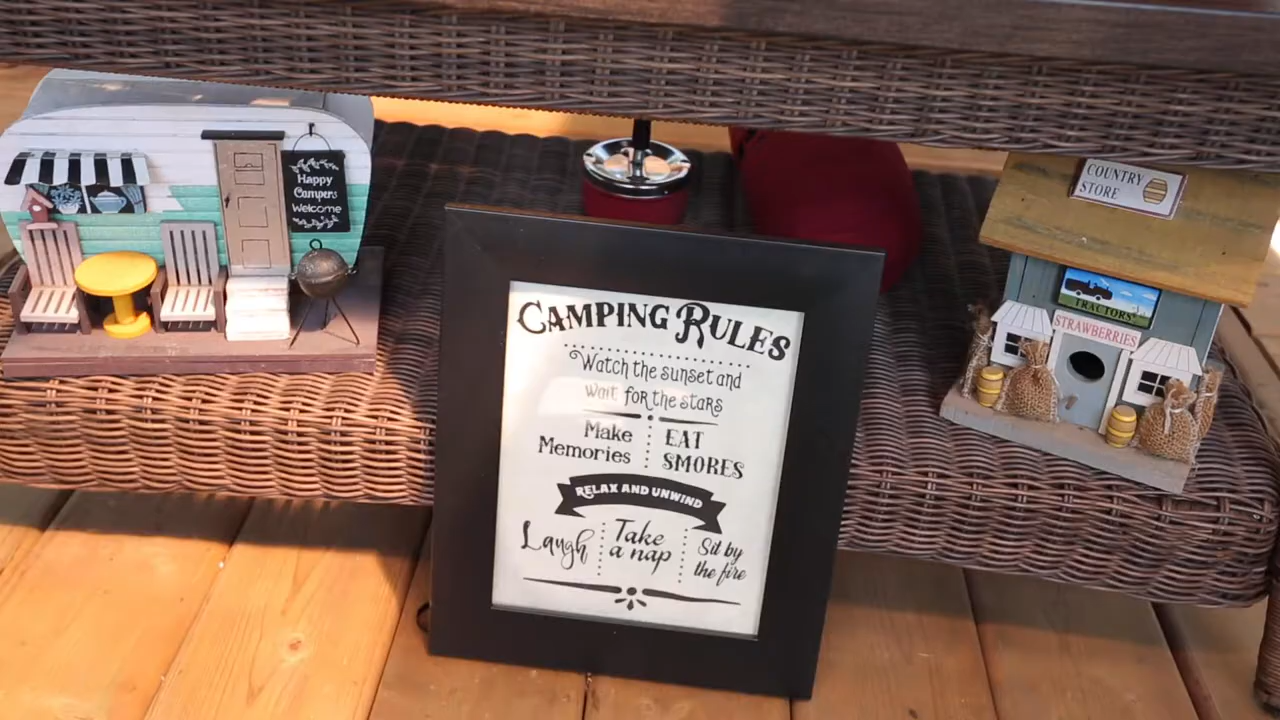 Happy
Campers
Welcome
CAMPING RULES
Watch the sunset and
wait for the stars
Make
Memories
EAT
SMORES
RELAX AND UNWIND
Laugh
Take
a nap
Sit by
the fire
COUNTRY
STORE
TRACTORS
STRAWBERRIES